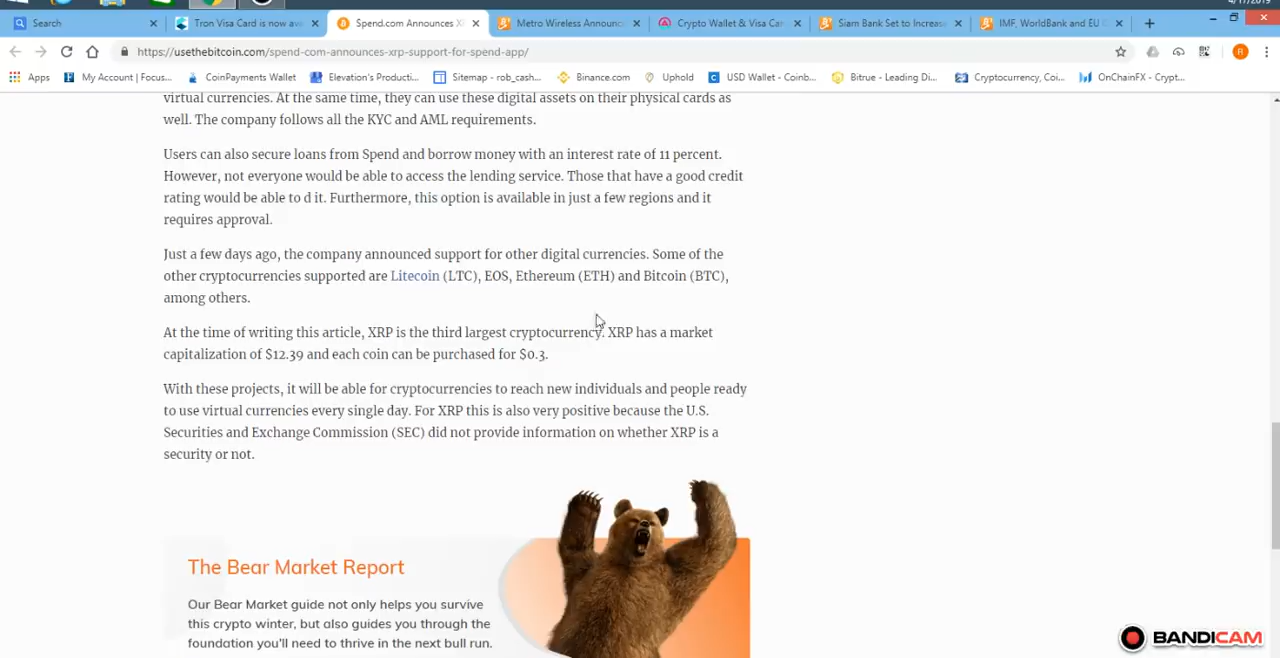 4/17/2019
Search
Tron Visa Card is now ava
Spend.com Announces XR
Metro Wireless Announc
Crypto Wallet & Visa Car
Siam Bank Set to Increas
IMF, WorldBank and EU C
https://usethebitcoin.com/spend-com-announces-xrp-support-for-spend-app/
R
Apps
My Account | Focus...
CoinPayments Wallet
Elevation's Producti...
Sitemap - rob_cash...
Binance.com
Uphold
USD Wallet - Coinb...
Bitrue - Leading Di...
Cryptocurrency, Coi...
OnChainFX - Crypt...
virtual currencies. At the same time, they can use these digital assets on their physical cards as
well. The company follows all the KYC and AML requirements.
Users can also secure loans from Spend and borrow money with an interest rate of 11 percent.
However, not everyone would be able to access the lending service. Those that have a good credit
rating would be able to d it. Furthermore, this option is available in just a few regions and it
requires approval.
Just a few days ago, the company announced support for other digital currencies. Some of the
other cryptocurrencies supported are Litecoin (LTC), EOS, Ethereum (ETH) and Bitcoin (BTC),
among others.
At the time of writing this article, XRP is the third largest cryptocurrency. XRP has a market
capitalization of $12.39 and each coin can be purchased for $0.3.
With these projects, it will be able for cryptocurrencies to reach new individuals and people ready
to use virtual currencies every single day. For XRP this is also very positive because the U.S.
Securities and Exchange Commission (SEC) did not provide information on whether XRP is a
security or not.
The Bear Market Report
Our Bear Market guide not only helps you survive
this crypto winter, but also guides you through the
foundation you'll need to thrive in the next bull run.
BANDICAM